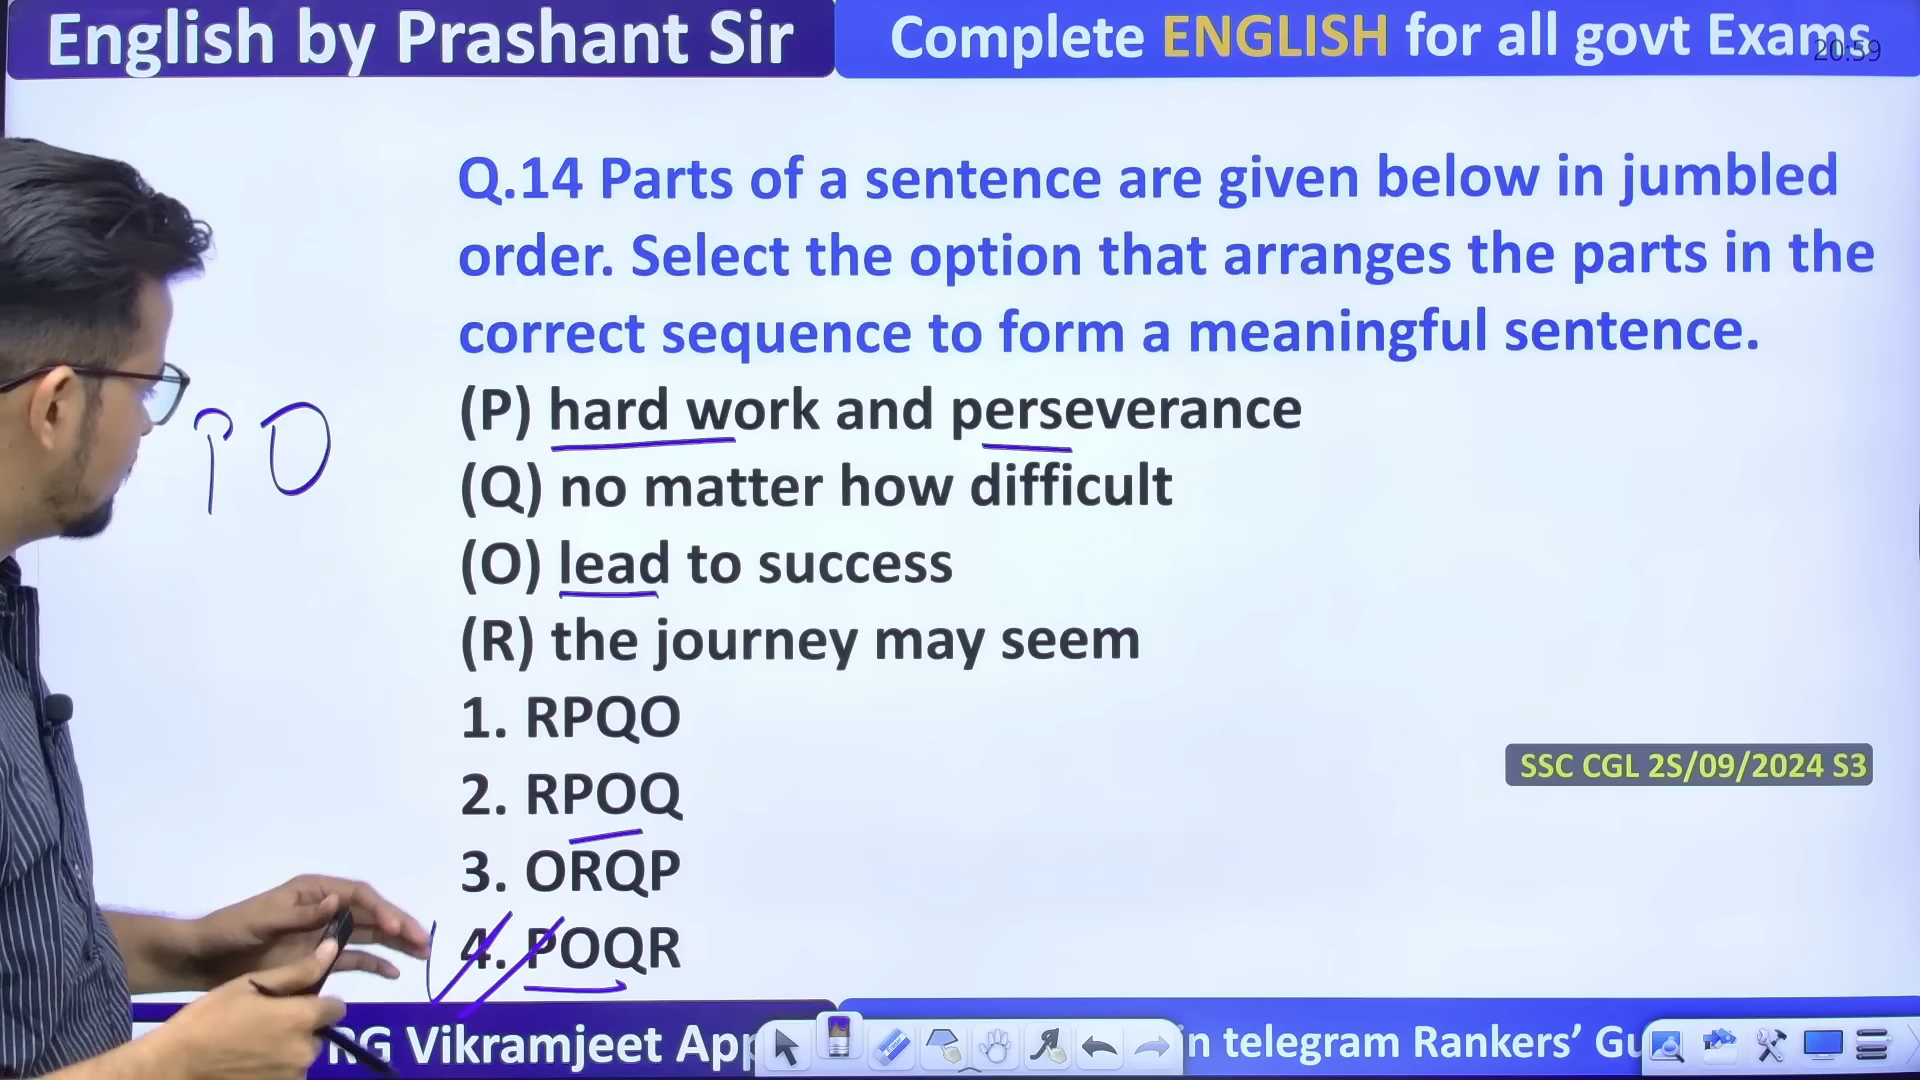 English by Prashant Sir
Complete ENGLISH for all govt Exams
20:59
Q.14 Parts of a sentence are given below in jumbled
order. Select the option that arranges the parts in the
correct sequence to form a meaningful sentence.
(P) hard work and perseverance
(Q) no matter how difficult
(O) lead to success
(R) the journey may seem
P O
1. RPQO
2. RPOQ
3. ORQP
4. POQR
SSC CGL 2S/09/2024 S3
RG Vikramjeet App
in telegram Rankers’ Gu